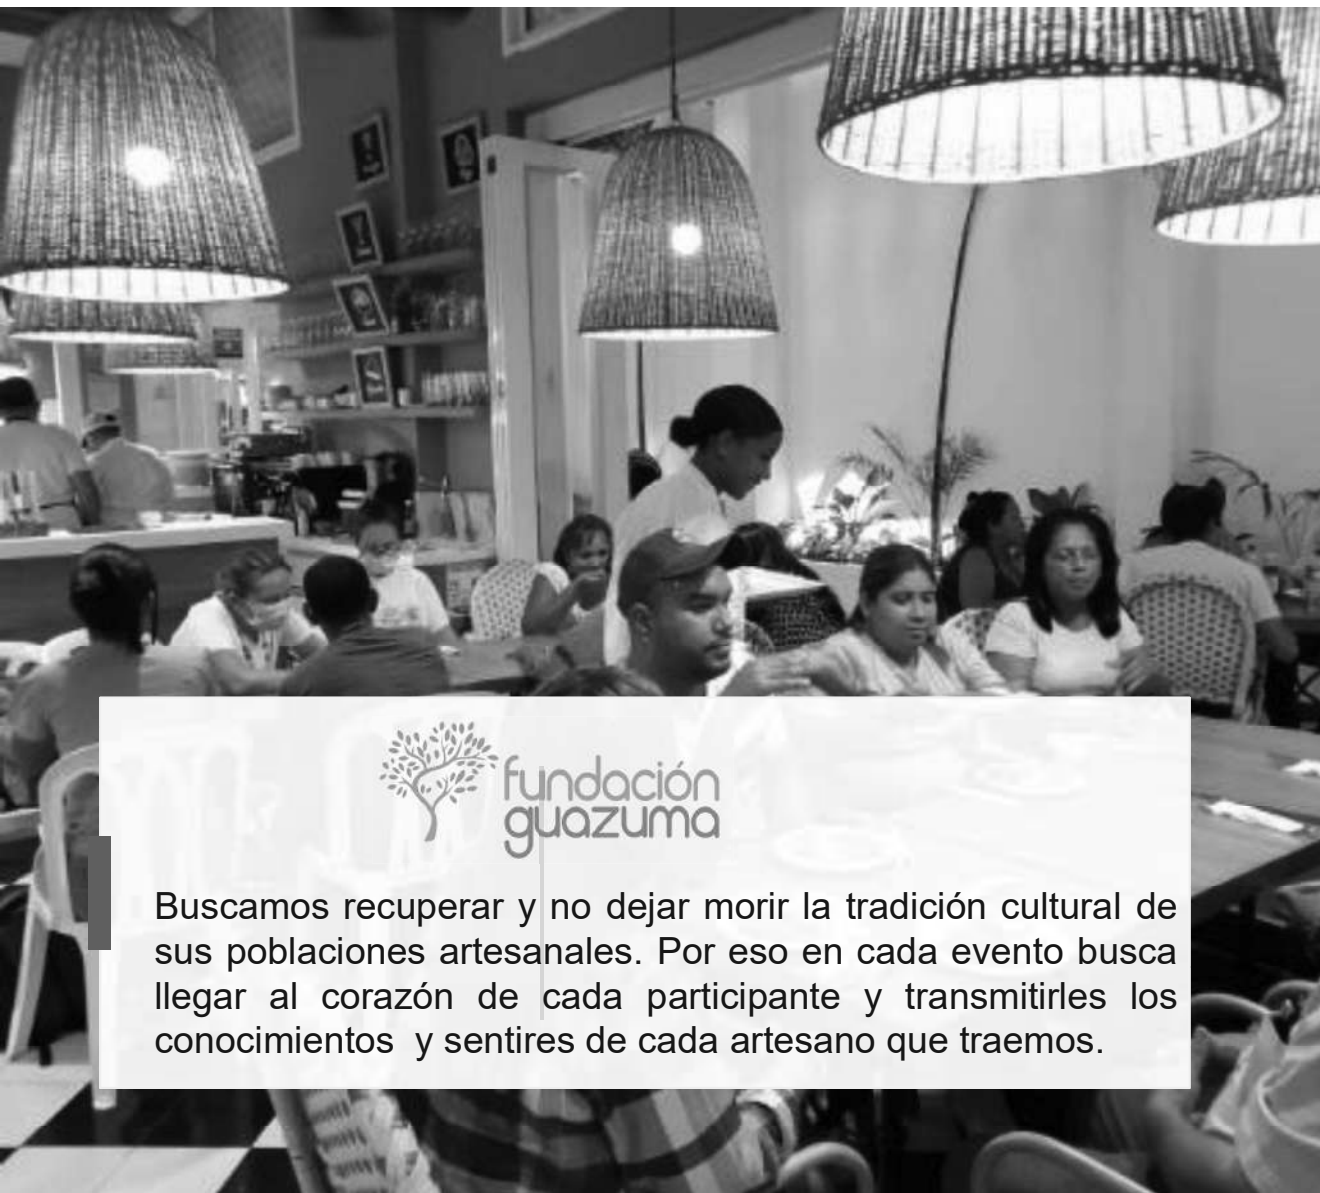 fundación
guazuma
Buscamos recuperar y no dejar morir la tradición cultural de
sus poblaciones artesanales. Por eso en cada evento busca
llegar al corazón de cada participante y transmitirles los
conocimientos  y sentires de cada artesano que traemos.